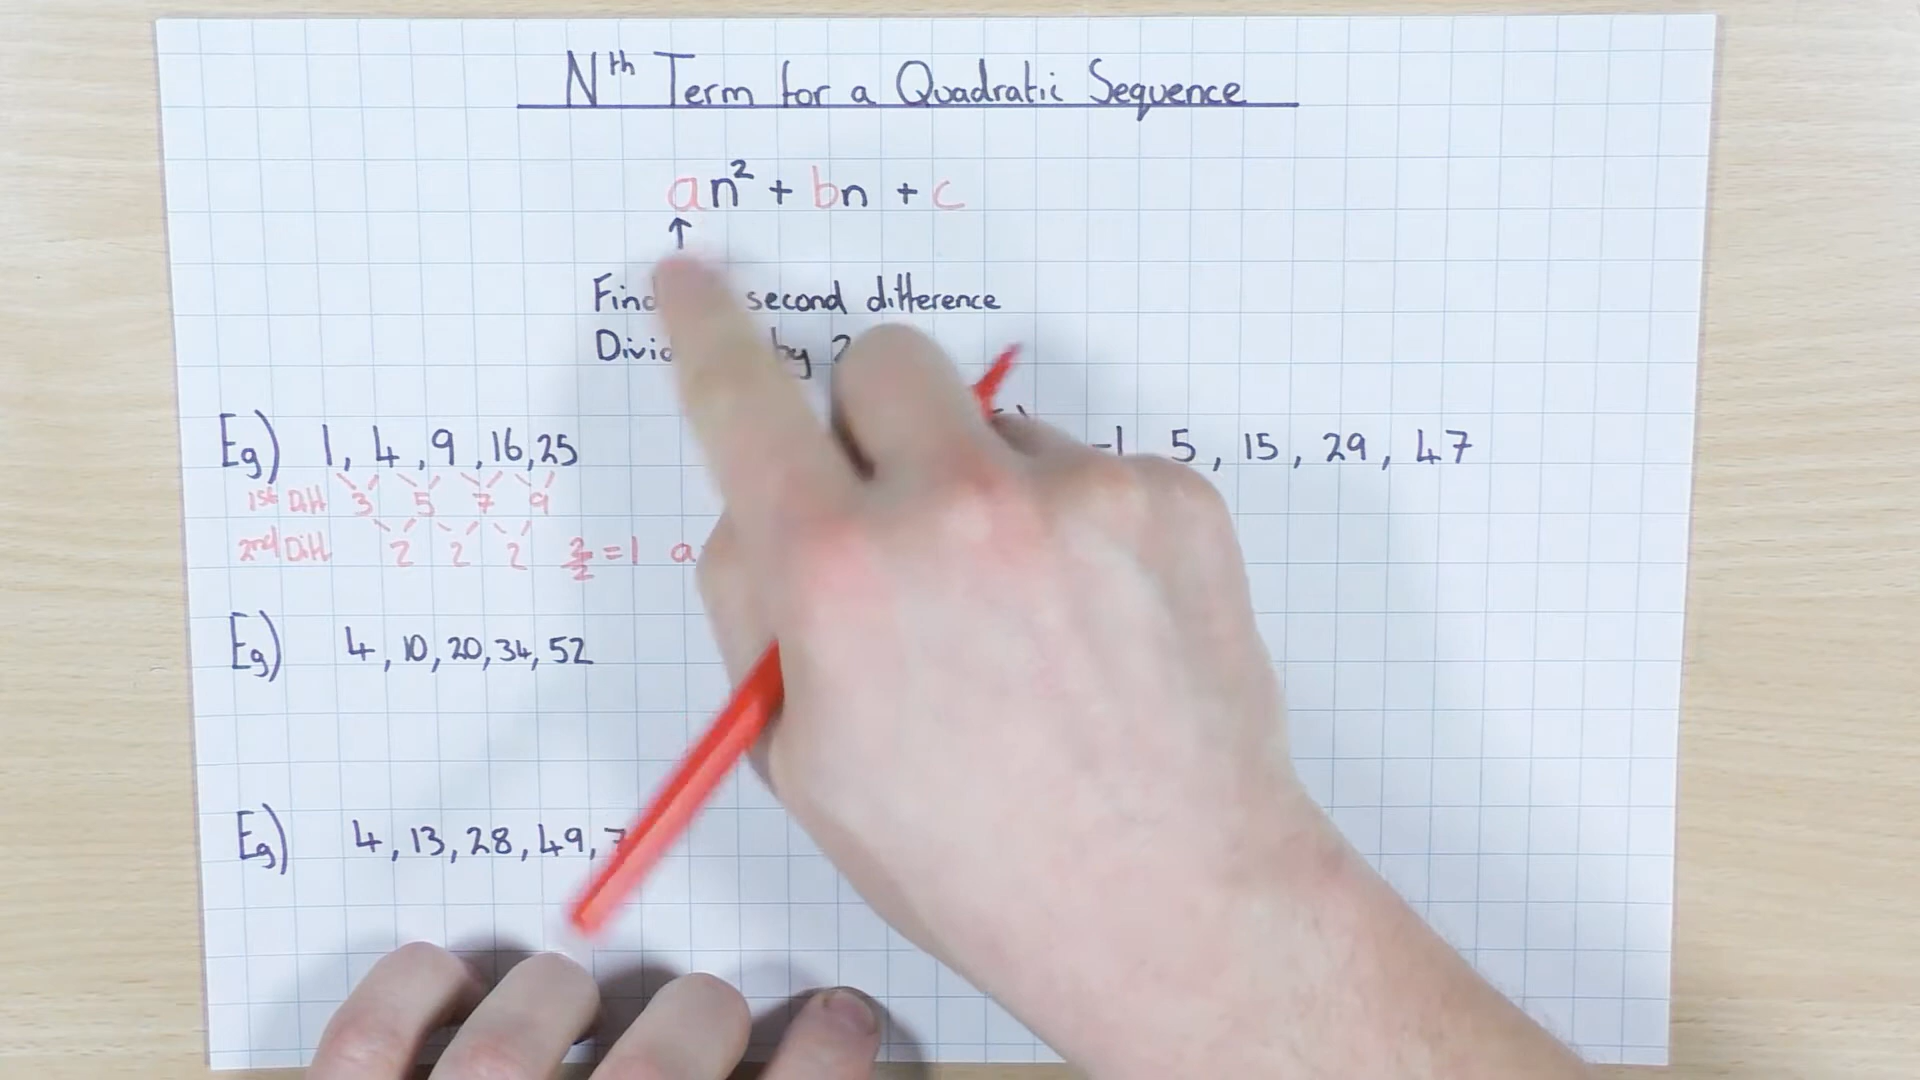 Nth Term for a Quadratic Sequence
an² + bn + c
↑
Find second difference
by 2
Eg) 1, 4, 9, 16, 25
1st Diff 3 5 7 9
2nd Diff 2 2 2 2/2 = 1 a
-1 5, 15, 29, 47
Eg) 4, 10, 20, 34, 52
Eg) 4, 13, 28, 49,